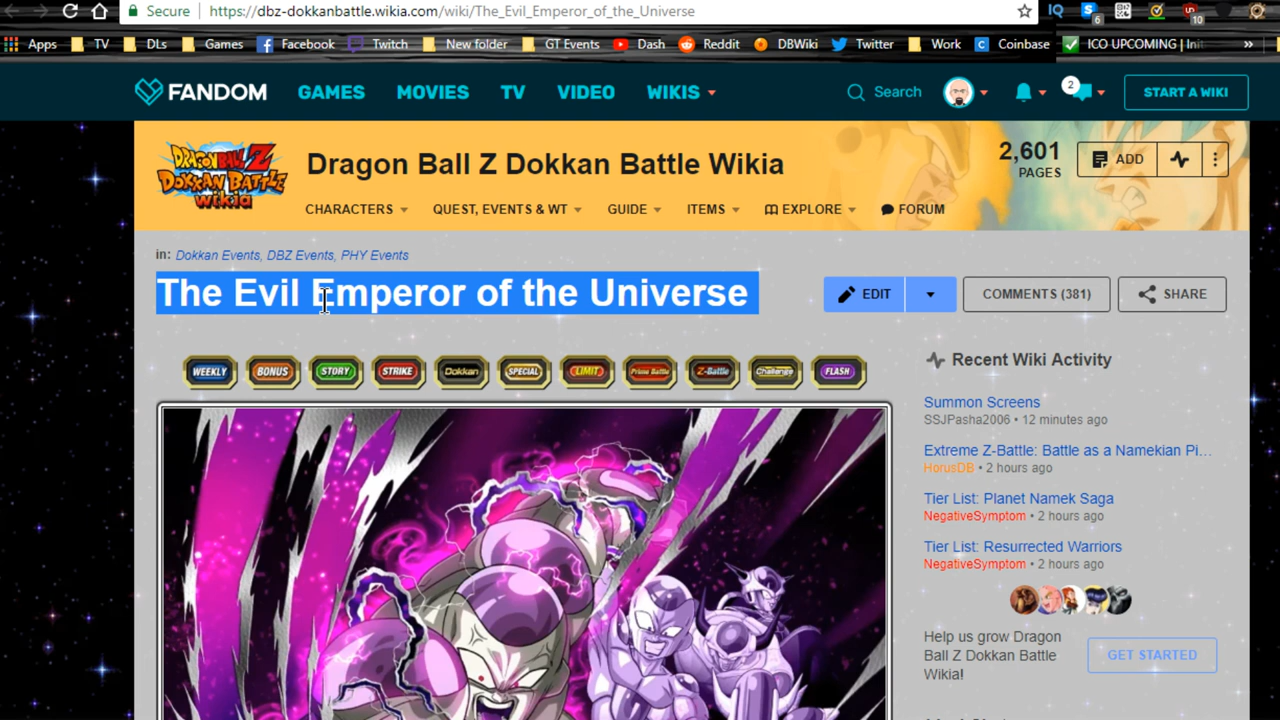 Secure https://dbz-dokkanbattle.wikia.com/wiki/The_Evil_Emperor_of_the_Universe
IQ 6 10
Apps TV DLs Games Facebook Twitch New folder GT Events Dash Reddit DBWiki Twitter Work Coinbase ICO UPCOMING | »
FANDOM GAMES MOVIES TV VIDEO WIKIS Search 2 START A WIKI
DRAGON BALL Z
DOKKAN BATTLE
wikia
Dragon Ball Z Dokkan Battle Wikia
2,601
PAGES
ADD
CHARACTERS QUEST, EVENTS & WT GUIDE ITEMS EXPLORE FORUM
in: Dokkan Events, DBZ Events, PHY Events
The Evil Emperor of the Universe
EDIT COMMENTS (381) SHARE
WEEKLY BONUS STORY STRIKE Dokkan SPECIAL LIMIT Prime Battle Z-Battle Challenge FLASH
Recent Wiki Activity
Summon Screens
SSJPasha2006 • 12 minutes ago
Extreme Z-Battle: Battle as a Namekian Pi...
HorusDB • 2 hours ago
Tier List: Planet Namek Saga
NegativeSymptom • 2 hours ago
Tier List: Resurrected Warriors
NegativeSymptom • 2 hours ago
Help us grow Dragon
Ball Z Dokkan Battle
Wikia!
GET STARTED